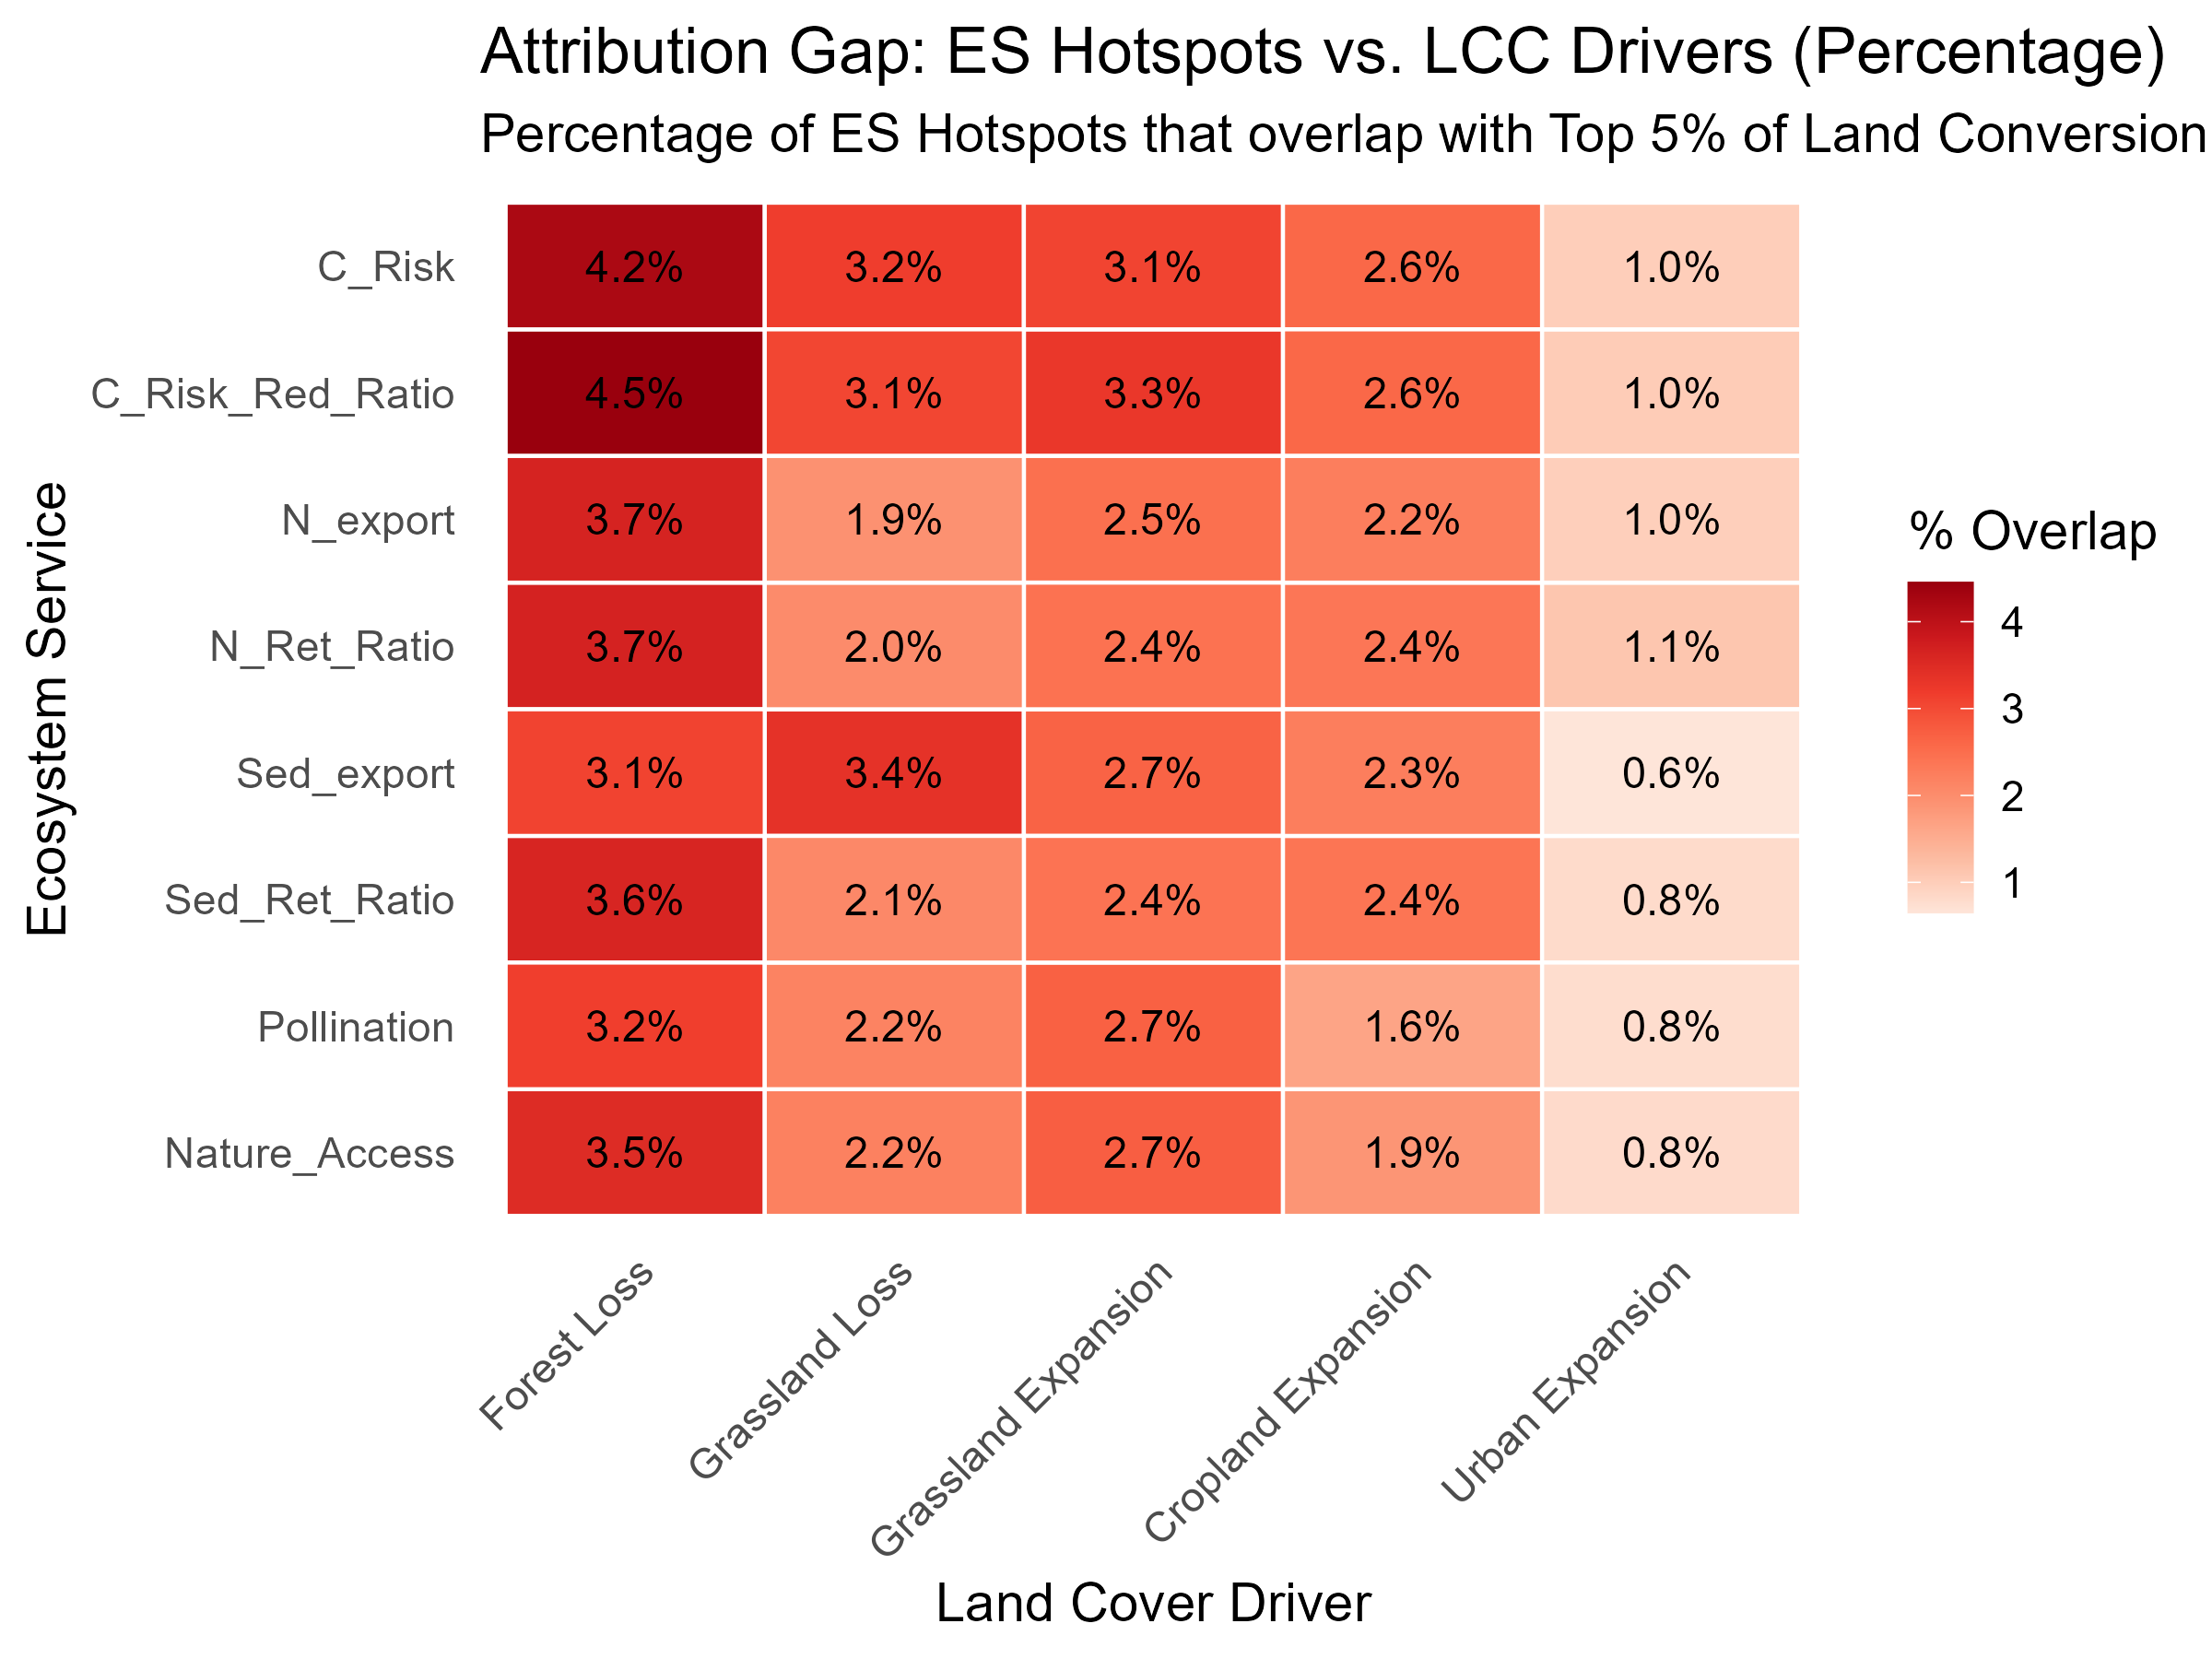 Attribution Gap: ES Hotspots vs. LCC Drivers (Percentage)
Percentage of ES Hotspots that overlap with Top 5% of Land Conversion
Ecosystem Service
C_Risk 4.2% 3.2% 3.1% 2.6% 1.0%
C_Risk_Red_Ratio 4.5% 3.1% 3.3% 2.6% 1.0%
N_export 3.7% 1.9% 2.5% 2.2% 1.0%
N_Ret_Ratio 3.7% 2.0% 2.4% 2.4% 1.1%
Sed_export 3.1% 3.4% 2.7% 2.3% 0.6%
Sed_Ret_Ratio 3.6% 2.1% 2.4% 2.4% 0.8%
Pollination 3.2% 2.2% 2.7% 1.6% 0.8%
Nature_Access 3.5% 2.2% 2.7% 1.9% 0.8%
Forest Loss
Grassland Loss
Grassland Expansion
Cropland Expansion
Urban Expansion
Land Cover Driver
% Overlap
4
3
2
1